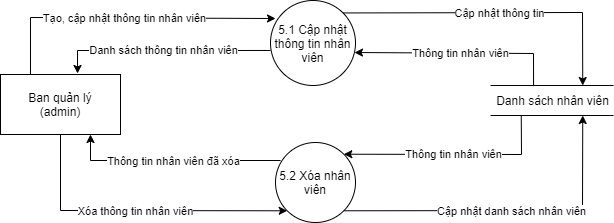 Tạo, cập nhật thông tin nhân viên
Cập nhật thông tin
5.1 Cập nhật
thông tin nhân
viên
Danh sách thông tin nhân viên
Thông tin nhân viên
Ban quản lý
(admin)
Danh sách nhân viên
Thông tin nhân viên đã xóa
Thông tin nhân viên
5.2 Xóa nhân
viên
Xóa thông tin nhân viên
Cập nhật danh sách nhân viên